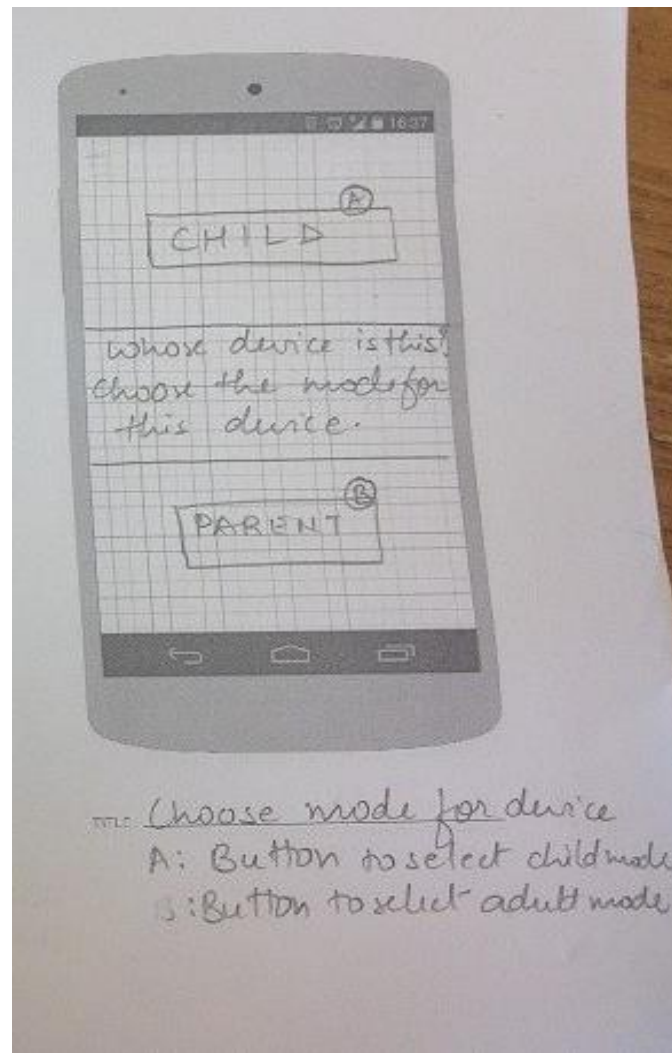 16:37
A
CHILD
whose device is this?
choose the mode for
this device.
B
PARENT
TITLE: Choose mode for device
A: Button to select child mode
B: Button to select adult mode